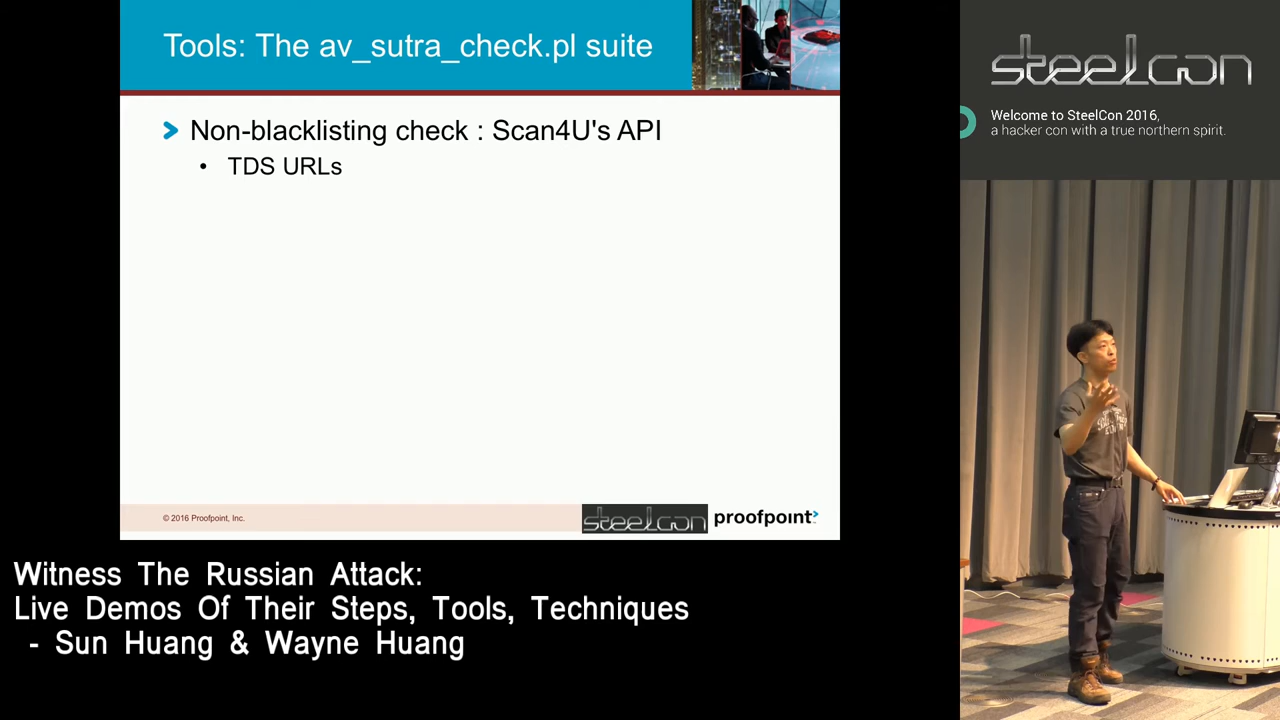 Tools: The av_sutra_check.pl suite
Non-blacklisting check : Scan4U's API
• TDS URLs
© 2016 Proofpoint, Inc.
steelcon
proofpoint
Witness The Russian Attack:
Live Demos Of Their Steps, Tools, Techniques
- Sun Huang & Wayne Huang
steelcon
Welcome to SteelCon 2016,
a hacker con with a true northern spirit.